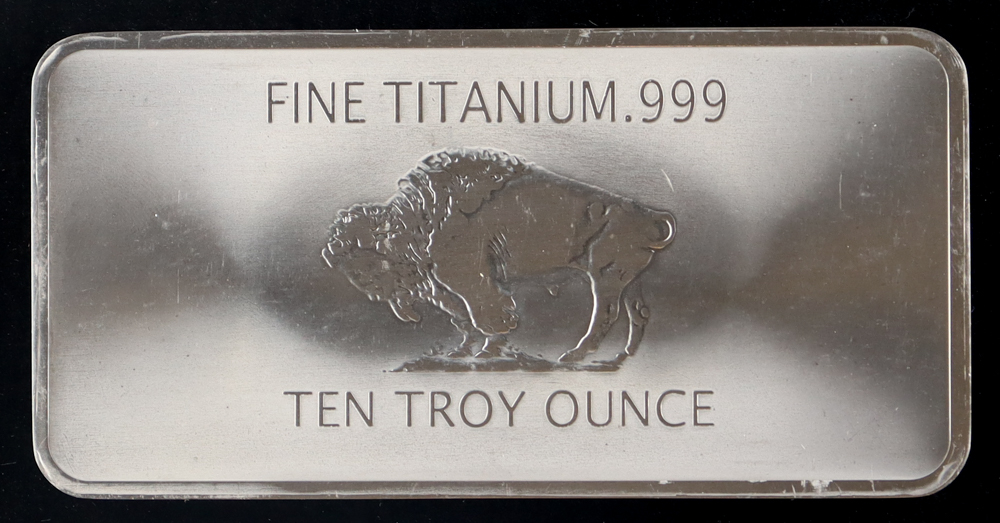 FINE TITANIUM.999
TEN TROY OUNCE